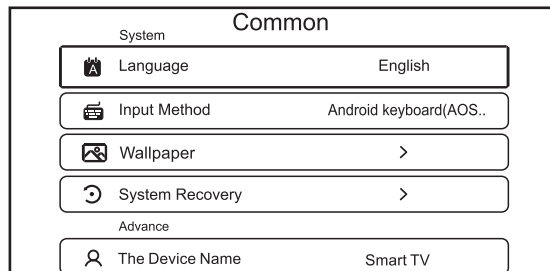 Common
System
Language English
Input Method Android keyboard(AOS..
Wallpaper >
System Recovery >
Advance
The Device Name Smart TV